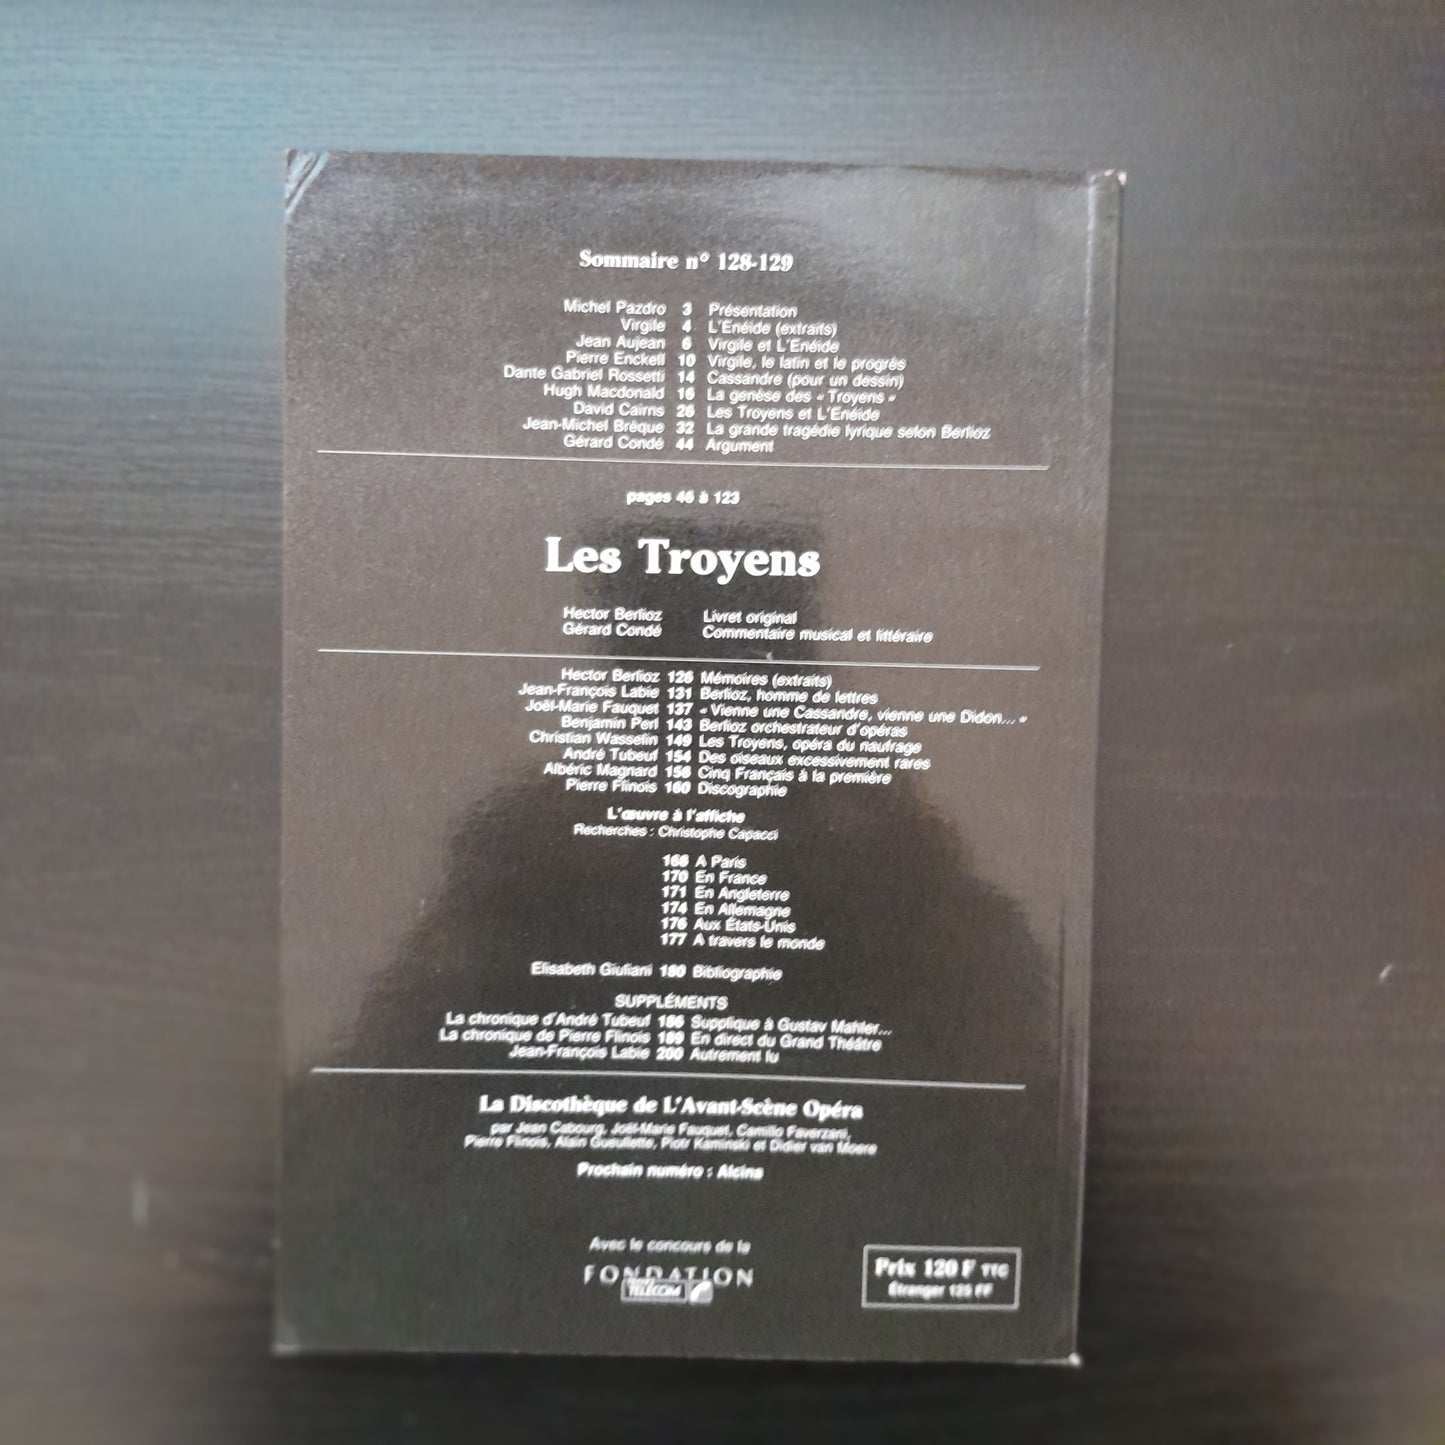 Sommaire n° 128-129
Michel Pazdro 3 Présentation
Virgile 4 L'Enéide (extraits)
Jean Aujean 6 Virgile et L'Enéide
Pierre Enckell 10 Virgile, le latin et le progrès
Dante Gabriel Rossetti 14 Cassandre (pour un dessin)
Hugh Macdonald 16 La genèse des « Troyens »
David Cairns 26 Les Troyens et L'Enéide
Jean-Michel Brèque 32 La grande tragédie lyrique selon Berlioz
Gérard Condé 44 Argument
pages 46 à 123
Les Troyens
Hector Berlioz Livret original
Gérard Condé Commentaire musical et littéraire
Hector Berlioz 126 Mémoires (extraits)
Jean-François Labie 131 Berlioz, homme de lettres
Joël-Marie Fauquet 137 « Vienne une Cassandre, vienne une Didon... »
Benjamin Perl 143 Berlioz orchestrateur d'opéras
Christian Wasselin 149 Les Troyens, opéra du naufrage
André Tubeuf 154 Des oiseaux excessivement rares
Albéric Magnard 158 Cinq Français à la première
Pierre Flinois 160 Discographie
L'œuvre à l'affiche
Recherches : Christophe Capacci
168 A Paris
170 En France
171 En Angleterre
174 En Allemagne
176 Aux États-Unis
177 A travers le monde
Elisabeth Giuliani 180 Bibliographie
SUPPLÉMENTS
La chronique d'André Tubeuf 186 Supplique à Gustav Mahler...
La chronique de Pierre Flinois 189 En direct du Grand Théâtre
Jean-François Labie 200 Autrement lu
La Discothèque de L'Avant-Scène Opéra
par Jean Cabourg, Joël-Marie Fauquet, Camillo Faverzani,
Pierre Flinois, Alain Gueullette, Piotr Kaminski et Didier van Moere
Prochain numéro : Alcina
Avec le concours de la
FONDATION
FRANCE
TELECOM
Prix 120 F TTC
Etranger 125 FF